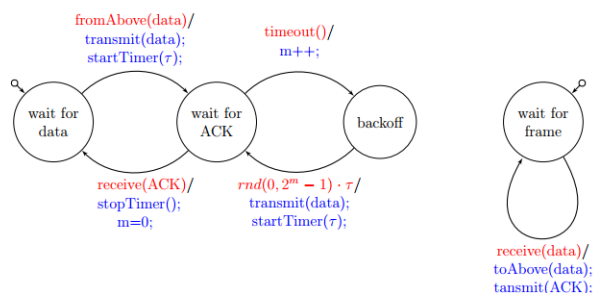 fromAbove(data)/
transmit(data);
startTimer(τ);
timeout()/
m++;
wait for
data
wait for
ACK
backoff
wait for
frame
receive(ACK)/
stopTimer();
m=0;
rnd(0, 2^m − 1) · τ/
transmit(data);
startTimer(τ);
receive(data)/
toAbove(data);
tansmit(ACK);